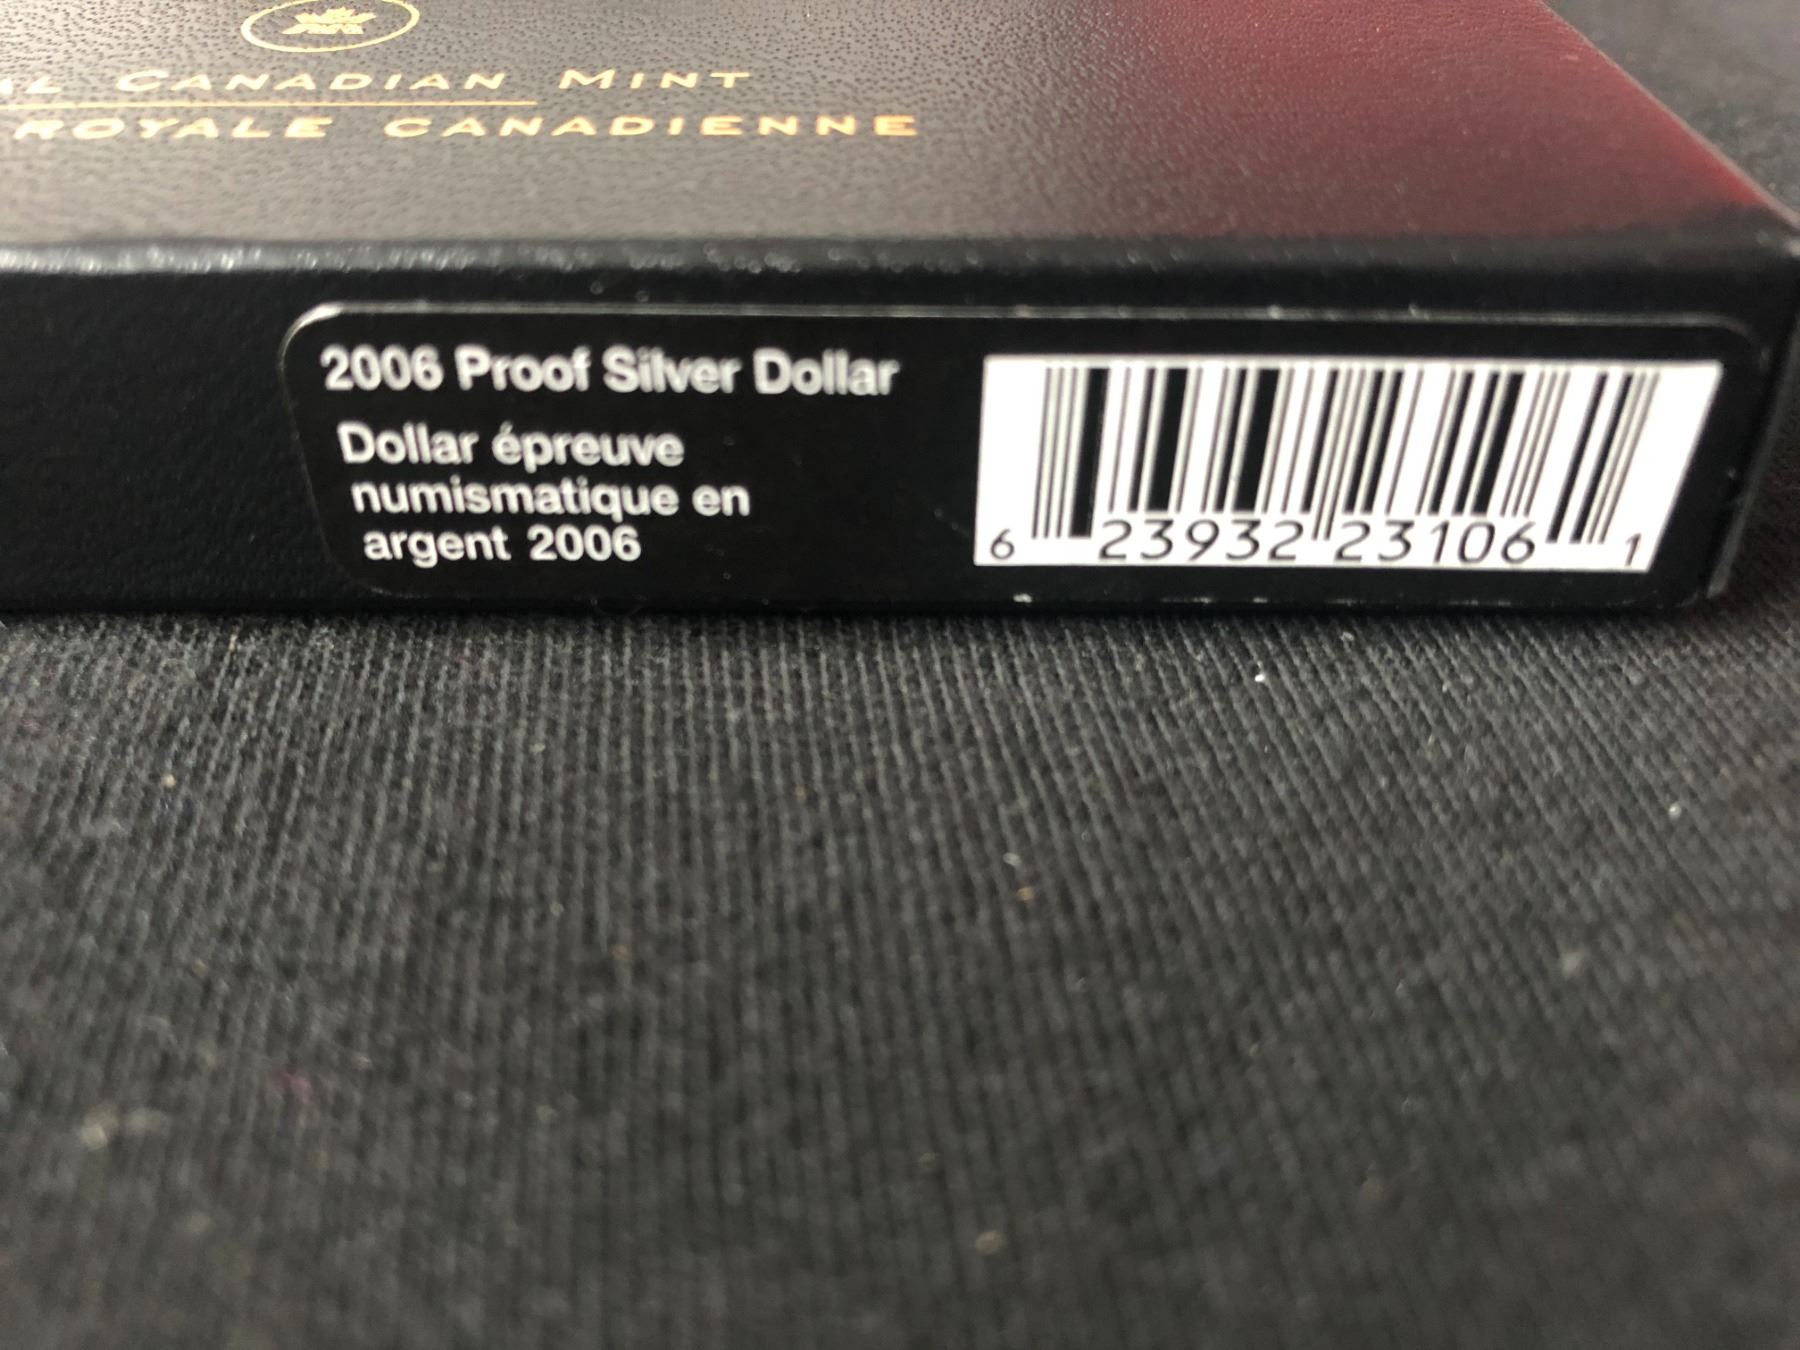 CANADIAN MINT
ROYALE CANADIENNE
2006 Proof Silver Dollar
Dollar épreuve
numismatique en
argent 2006
6 23932 23106 1